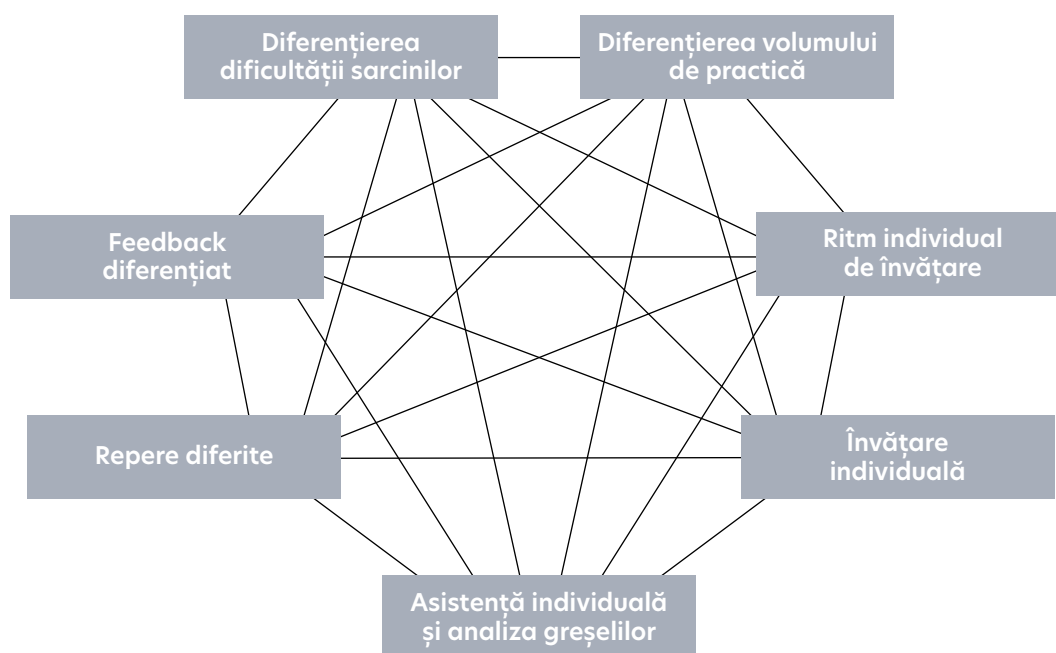 Diferențierea
dificultății sarcinilor
Diferențierea volumului
de practică
Feedback
diferențiat
Ritm individual
de învățare
Repere diferite
Învățare
individuală
Asistență individuală
și analiza greșelilor